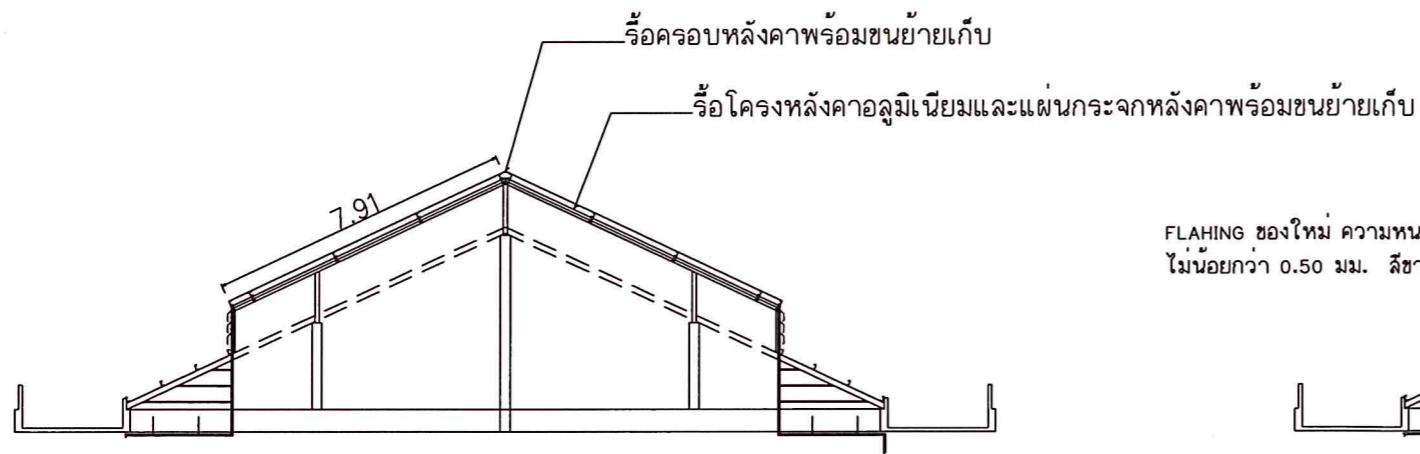 รื้อครอบหลังคาพร้อมขนย้ายเก็บ
รื้อโครงหลังคาอลูมิเนียมและแผ่นกระจกหลังคาพร้อมขนย้ายเก็บ
7.91
FLAHING ของใหม่ ความหน
ไม่น้อยกว่า 0.50 มม. สีขา